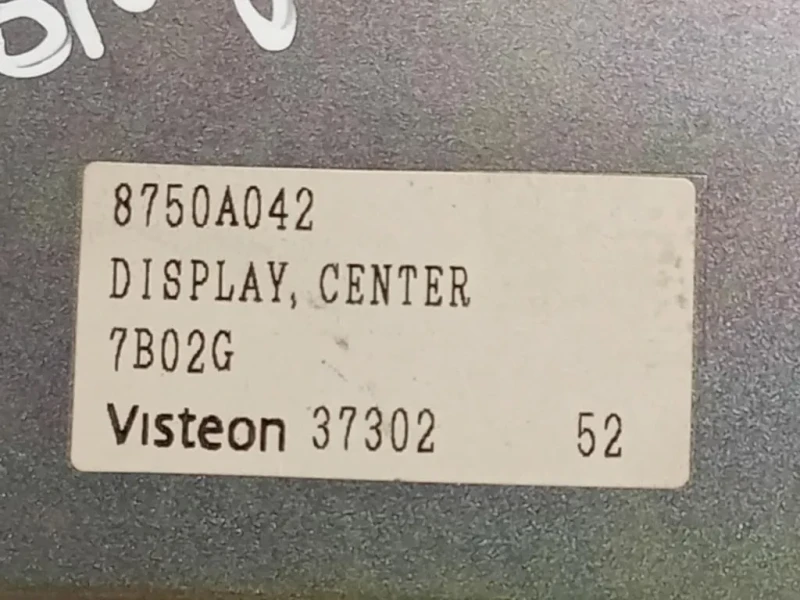 8750A042
DISPLAY, CENTER
7B02G
Visteon 37302 52